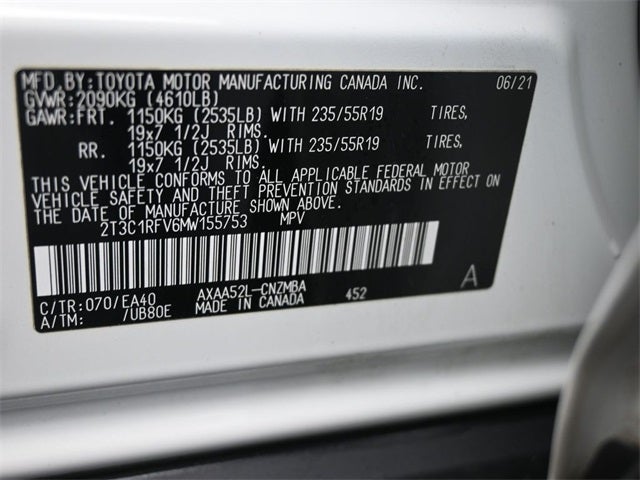 MFD.BY:TOYOTA MOTOR MANUFACTURING CANADA INC. 06/21
GVWR:2090KG (4610LB)
GAWR:FRT. 1150KG (2535LB) WITH 235/55R19 TIRES,
19x7 1/2J RIMS.
RR. 1150KG (2535LB) WITH 235/55R19 TIRES,
19x7 1/2J RIMS.
THIS VEHICLE CONFORMS TO ALL APPLICABLE FEDERAL MOTOR
VEHICLE SAFETY AND THEFT PREVENTION STANDARDS IN EFFECT ON
THE DATE OF MANUFACTURE SHOWN ABOVE.
2T3C1RFV6MW155753 MPV
C/TR:070/EA40 AXAA52L-CNZMBA 452 A
A/TM: /UB80E MADE IN CANADA